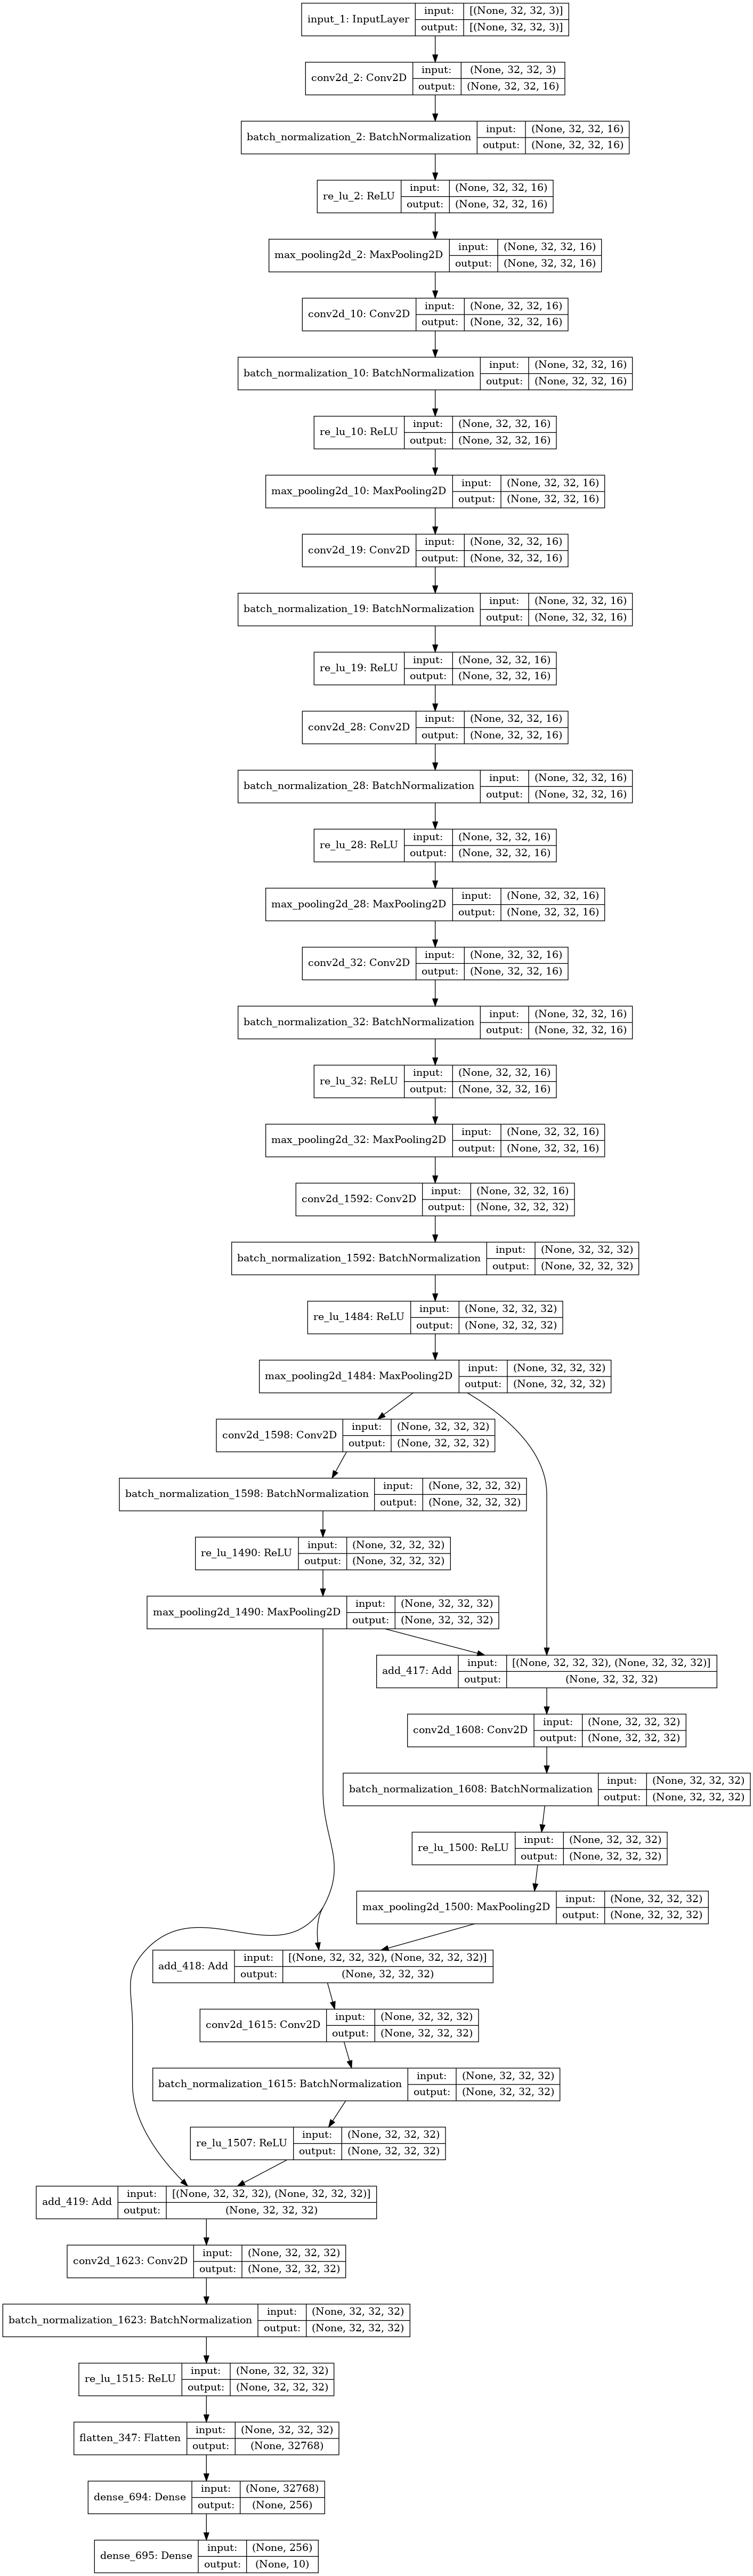 input_1: InputLayer input: [(None, 32, 32, 3)]
output: [(None, 32, 32, 3)]
conv2d_2: Conv2D input: (None, 32, 32, 3)
output: (None, 32, 32, 16)
batch_normalization_2: BatchNormalization input: (None, 32, 32, 16)
output: (None, 32, 32, 16)
re_lu_2: ReLU input: (None, 32, 32, 16)
output: (None, 32, 32, 16)
max_pooling2d_2: MaxPooling2D input: (None, 32, 32, 16)
output: (None, 32, 32, 16)
conv2d_10: Conv2D input: (None, 32, 32, 16)
output: (None, 32, 32, 16)
batch_normalization_10: BatchNormalization input: (None, 32, 32, 16)
output: (None, 32, 32, 16)
re_lu_10: ReLU input: (None, 32, 32, 16)
output: (None, 32, 32, 16)
max_pooling2d_10: MaxPooling2D input: (None, 32, 32, 16)
output: (None, 32, 32, 16)
conv2d_19: Conv2D input: (None, 32, 32, 16)
output: (None, 32, 32, 16)
batch_normalization_19: BatchNormalization input: (None, 32, 32, 16)
output: (None, 32, 32, 16)
re_lu_19: ReLU input: (None, 32, 32, 16)
output: (None, 32, 32, 16)
conv2d_28: Conv2D input: (None, 32, 32, 16)
output: (None, 32, 32, 16)
batch_normalization_28: BatchNormalization input: (None, 32, 32, 16)
output: (None, 32, 32, 16)
re_lu_28: ReLU input: (None, 32, 32, 16)
output: (None, 32, 32, 16)
max_pooling2d_28: MaxPooling2D input: (None, 32, 32, 16)
output: (None, 32, 32, 16)
conv2d_32: Conv2D input: (None, 32, 32, 16)
output: (None, 32, 32, 16)
batch_normalization_32: BatchNormalization input: (None, 32, 32, 16)
output: (None, 32, 32, 16)
re_lu_32: ReLU input: (None, 32, 32, 16)
output: (None, 32, 32, 16)
max_pooling2d_32: MaxPooling2D input: (None, 32, 32, 16)
output: (None, 32, 32, 16)
conv2d_1592: Conv2D input: (None, 32, 32, 16)
output: (None, 32, 32, 32)
batch_normalization_1592: BatchNormalization input: (None, 32, 32, 32)
output: (None, 32, 32, 32)
re_lu_1484: ReLU input: (None, 32, 32, 32)
output: (None, 32, 32, 32)
max_pooling2d_1484: MaxPooling2D input: (None, 32, 32, 32)
output: (None, 32, 32, 32)
conv2d_1598: Conv2D input: (None, 32, 32, 32)
output: (None, 32, 32, 32)
batch_normalization_1598: BatchNormalization input: (None, 32, 32, 32)
output: (None, 32, 32, 32)
re_lu_1490: ReLU input: (None, 32, 32, 32)
output: (None, 32, 32, 32)
max_pooling2d_1490: MaxPooling2D input: (None, 32, 32, 32)
output: (None, 32, 32, 32)
add_417: Add input: [(None, 32, 32, 32), (None, 32, 32, 32)]
output: (None, 32, 32, 32)
conv2d_1608: Conv2D input: (None, 32, 32, 32)
output: (None, 32, 32, 32)
batch_normalization_1608: BatchNormalization input: (None, 32, 32, 32)
output: (None, 32, 32, 32)
re_lu_1500: ReLU input: (None, 32, 32, 32)
output: (None, 32, 32, 32)
max_pooling2d_1500: MaxPooling2D input: (None, 32, 32, 32)
output: (None, 32, 32, 32)
add_418: Add input: [(None, 32, 32, 32), (None, 32, 32, 32)]
output: (None, 32, 32, 32)
conv2d_1615: Conv2D input: (None, 32, 32, 32)
output: (None, 32, 32, 32)
batch_normalization_1615: BatchNormalization input: (None, 32, 32, 32)
output: (None, 32, 32, 32)
re_lu_1507: ReLU input: (None, 32, 32, 32)
output: (None, 32, 32, 32)
add_419: Add input: [(None, 32, 32, 32), (None, 32, 32, 32)]
output: (None, 32, 32, 32)
conv2d_1623: Conv2D input: (None, 32, 32, 32)
output: (None, 32, 32, 32)
batch_normalization_1623: BatchNormalization input: (None, 32, 32, 32)
output: (None, 32, 32, 32)
re_lu_1515: ReLU input: (None, 32, 32, 32)
output: (None, 32, 32, 32)
flatten_347: Flatten input: (None, 32, 32, 32)
output: (None, 32768)
dense_694: Dense input: (None, 32768)
output: (None, 256)
dense_695: Dense input: (None, 256)
output: (None, 10)